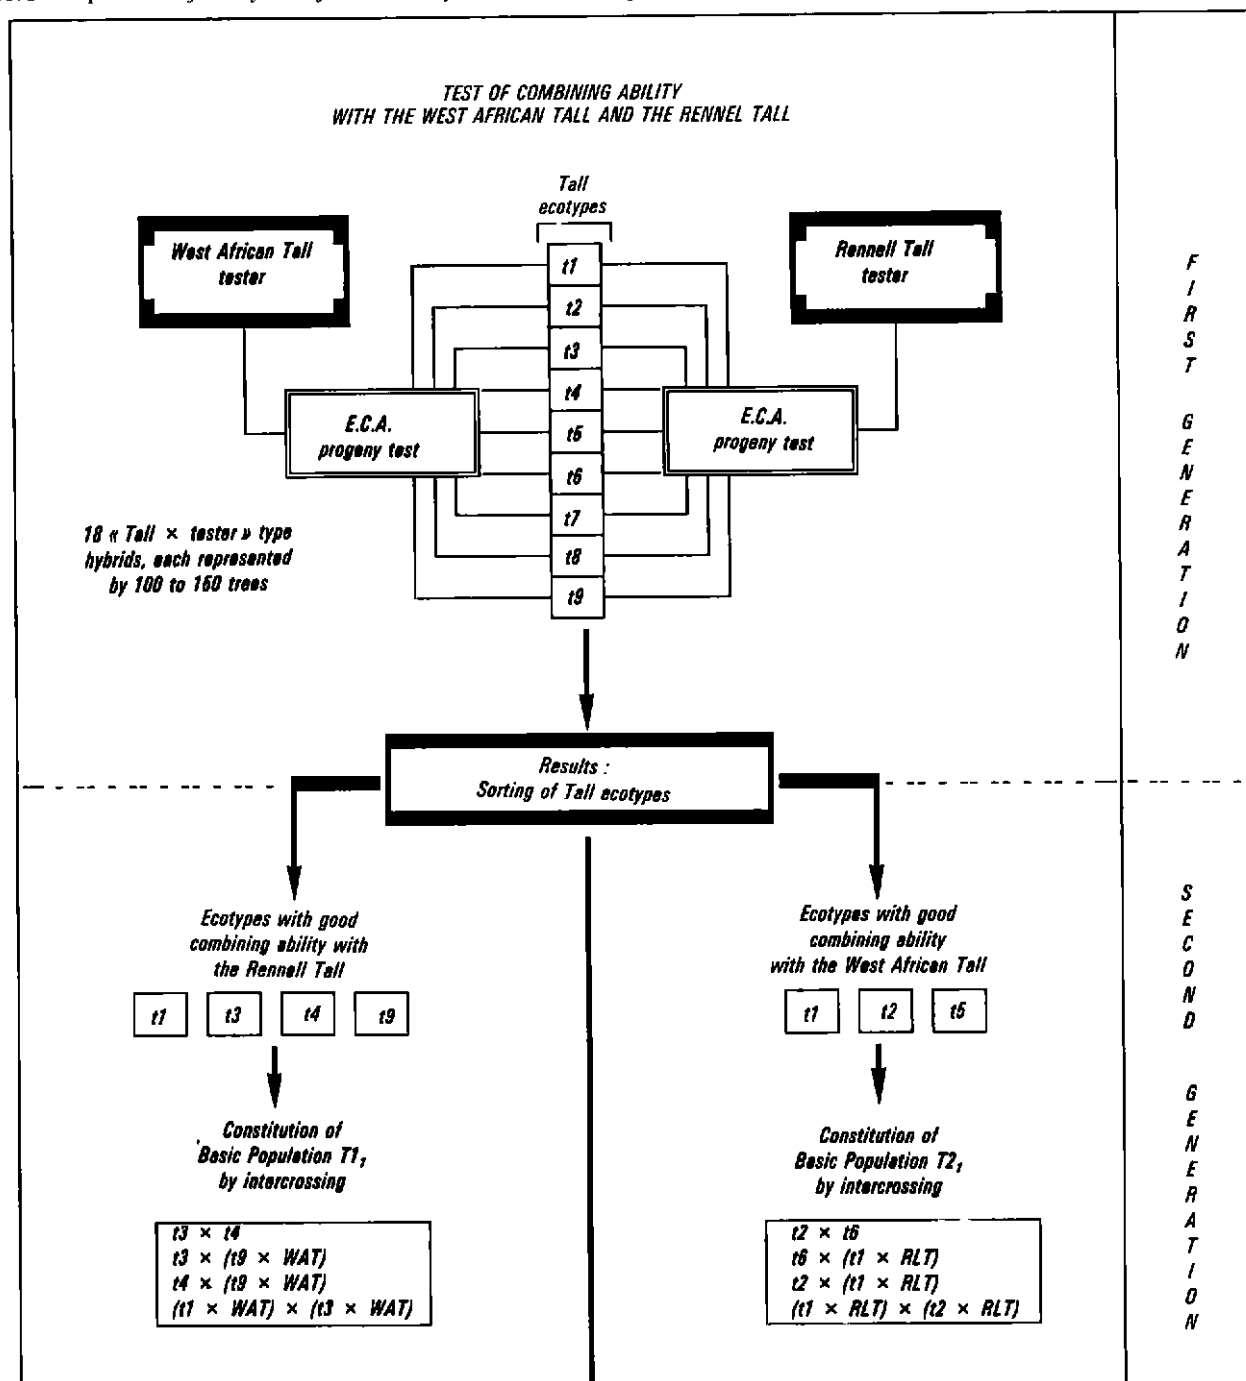 TEST OF COMBINING ABILITY
WITH THE WEST AFRICAN TALL AND THE RENNEL TALL
Tall
ecotypes
West African Tall
tester
Rennell Tall
tester
t1
t2
t3
t4
t5
t6
t7
t8
t9
E.C.A.
progeny test
E.C.A.
progeny test
18 « Tall × tester » type
hybrids, each represented
by 100 to 160 trees
FIRST GENERATION
Results :
Sorting of Tall ecotypes
Ecotypes with good
combining ability with
the Rennell Tall
t1 t3 t4 t9
Constitution of
Basic Population T1₁
by intercrossing
t3 × t4
t3 × (t9 × WAT)
t4 × (t9 × WAT)
(t1 × WAT) × (t3 × WAT)
Ecotypes with good
combining ability
with the West African Tall
t1 t2 t5
Constitution of
Basic Population T2₁
by intercrossing
t2 × t6
t6 × (t1 × RLT)
t2 × (t1 × RLT)
(t1 × RLT) × (t2 × RLT)
SECOND GENERATION